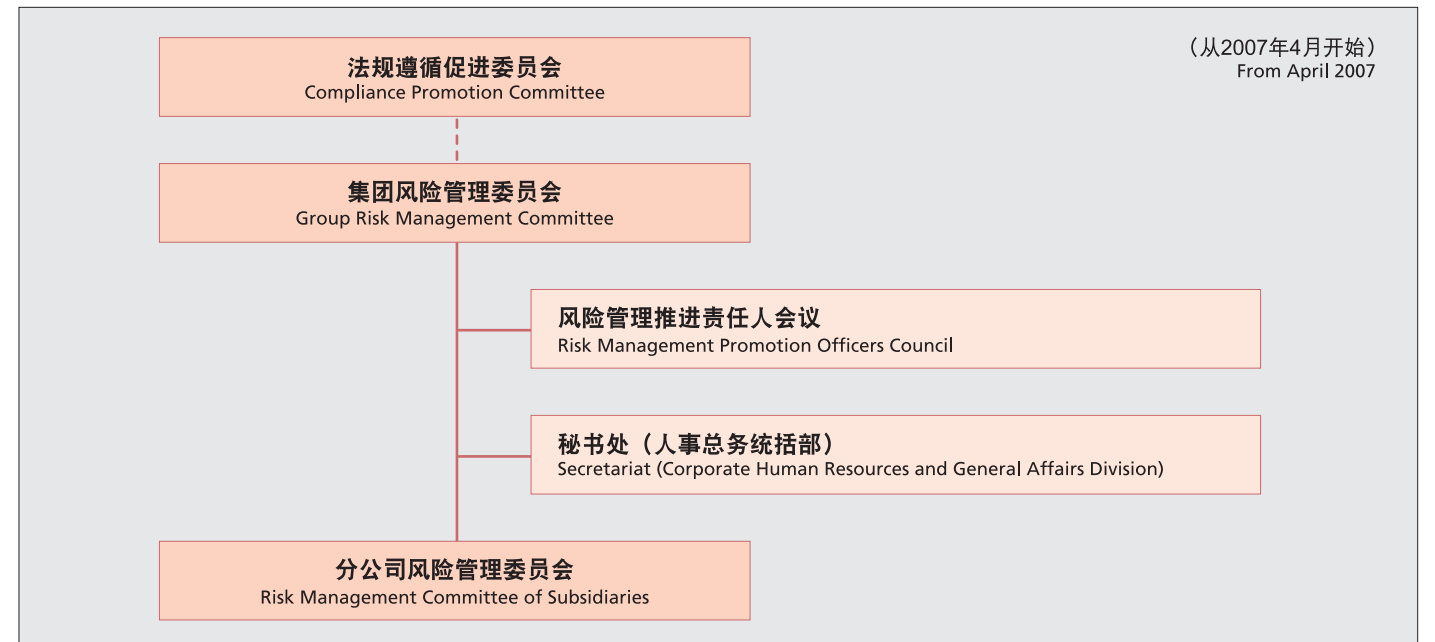 （从2007年4月开始）
From April 2007
法规遵循促进委员会
Compliance Promotion Committee
集团风险管理委员会
Group Risk Management Committee
风险管理推进责任人会议
Risk Management Promotion Officers Council
秘书处（人事总务统括部）
Secretariat (Corporate Human Resources and General Affairs Division)
分公司风险管理委员会
Risk Management Committee of Subsidiaries